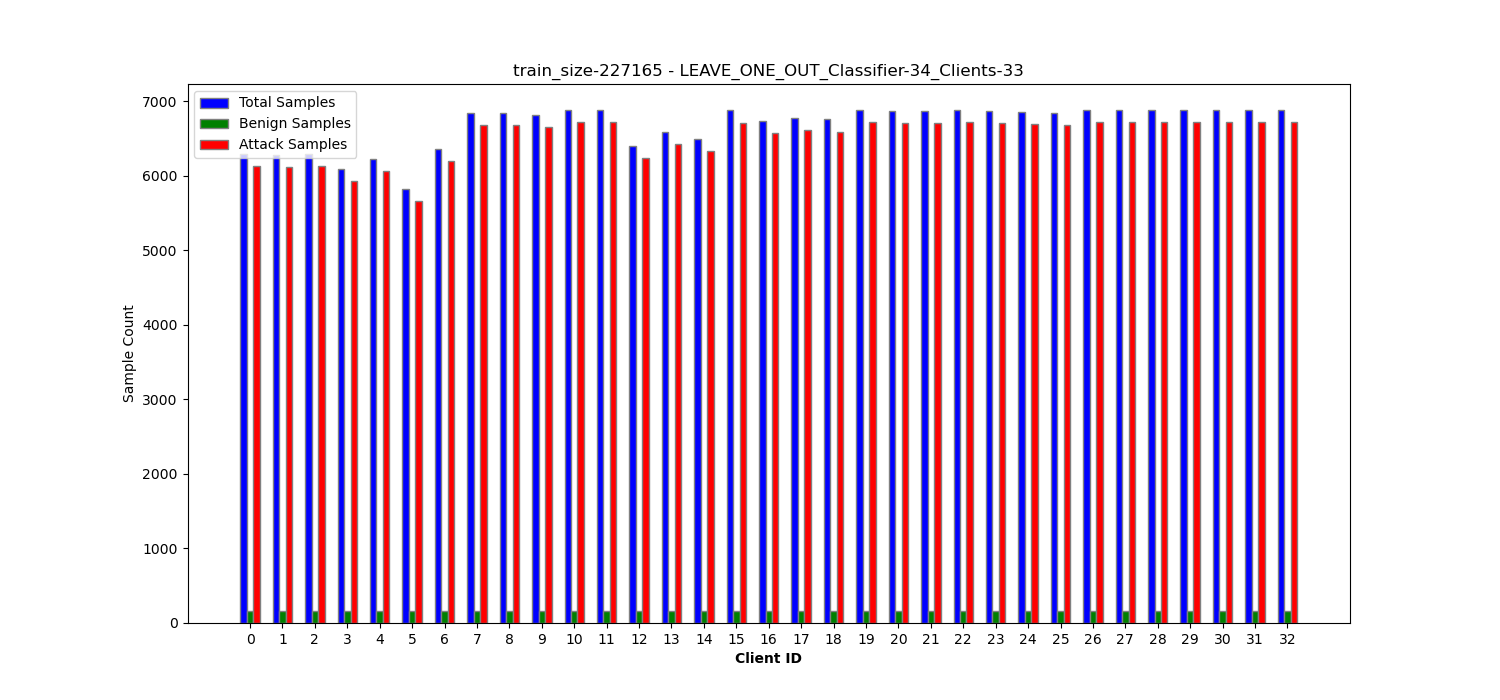 train_size-227165 - LEAVE_ONE_OUT_Classifier-34_Clients-33
Total Samples
Benign Samples
Attack Samples
7000
6000
5000
4000
3000
2000
1000
0
Sample Count
0 1 2 3 4 5 6 7 8 9 10 11 12 13 14 15 16 17 18 19 20 21 22 23 24 25 26 27 28 29 30 31 32
Client ID